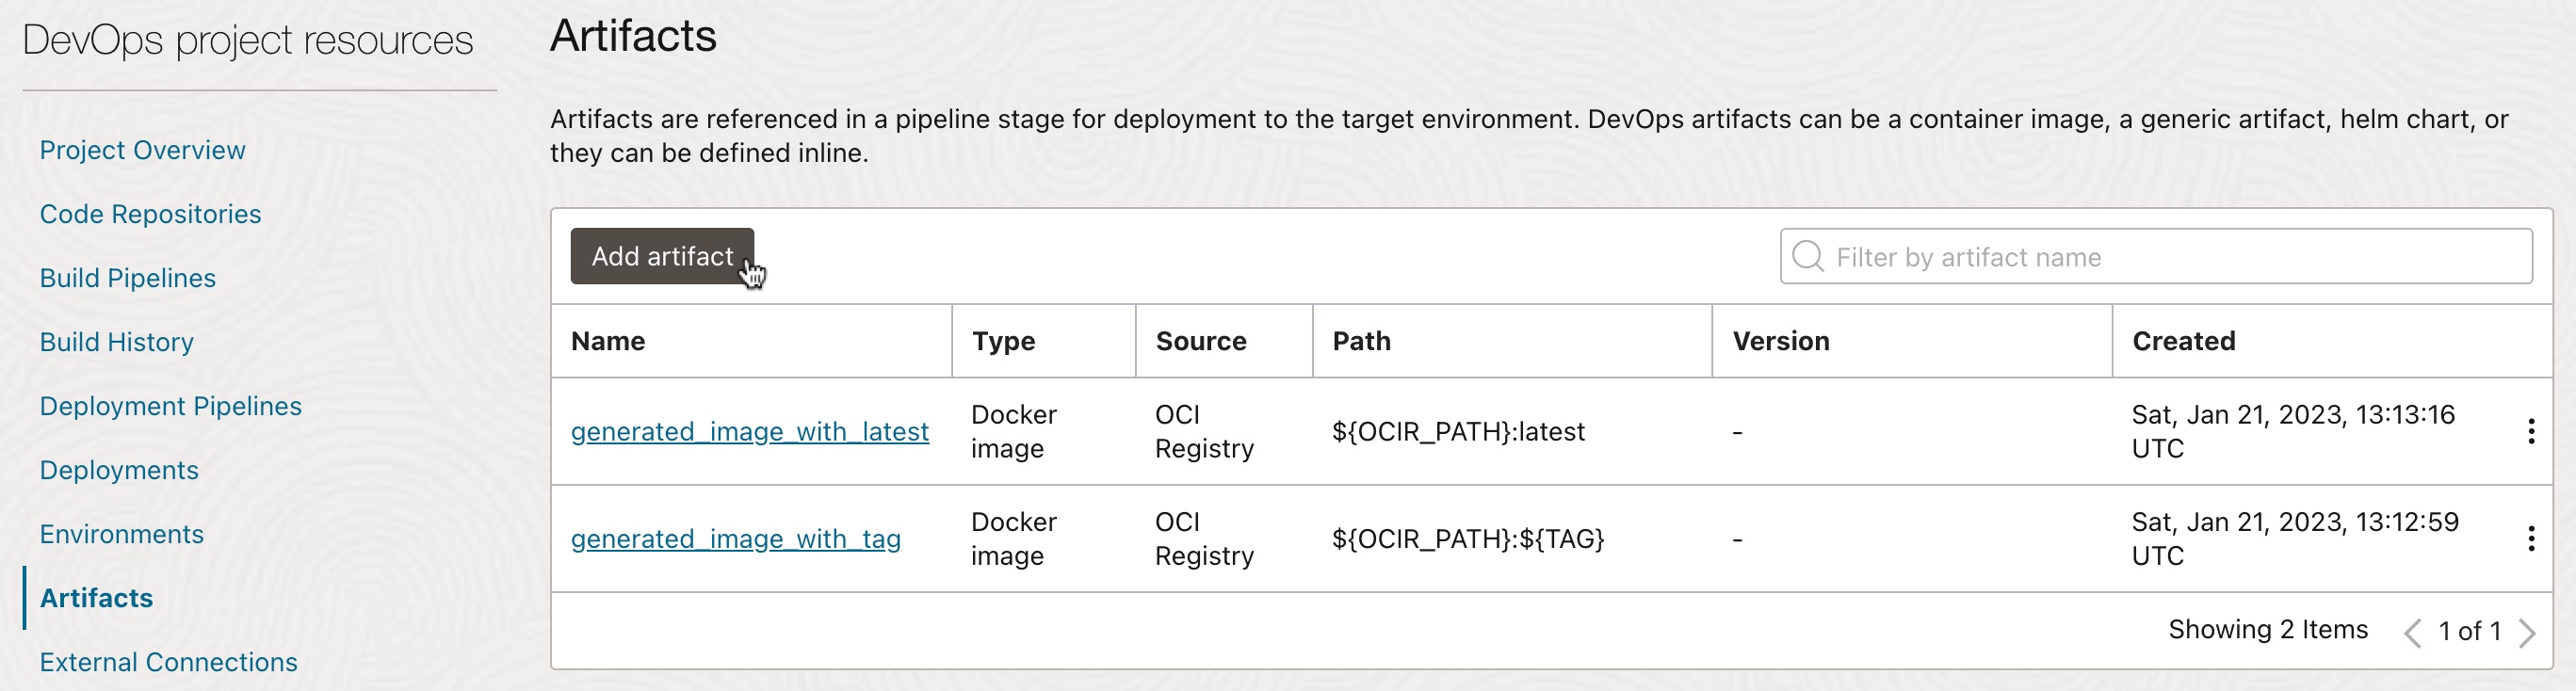 DevOps project resources
Project Overview
Code Repositories
Build Pipelines
Build History
Deployment Pipelines
Deployments
Environments
Artifacts
External Connections
Artifacts
Artifacts are referenced in a pipeline stage for deployment to the target environment. DevOps artifacts can be a container image, a generic artifact, helm chart, or
they can be defined inline.
Add artifact
Filter by artifact name
Name Type Source Path Version Created
generated_image_with_latest Docker image OCI Registry ${OCIR_PATH}:latest - Sat, Jan 21, 2023, 13:13:16 UTC
generated_image_with_tag Docker image OCI Registry ${OCIR_PATH}:${TAG} - Sat, Jan 21, 2023, 13:12:59 UTC
Showing 2 Items 1 of 1